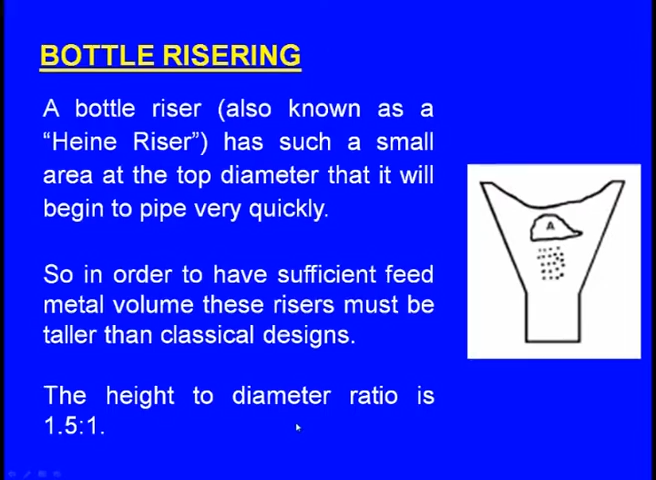 BOTTLE RISERING
A bottle riser (also known as a
“Heine Riser”) has such a small
area at the top diameter that it will
begin to pipe very quickly.
So in order to have sufficient feed
metal volume these risers must be
taller than classical designs.
The height to diameter ratio is
1.5:1.
A